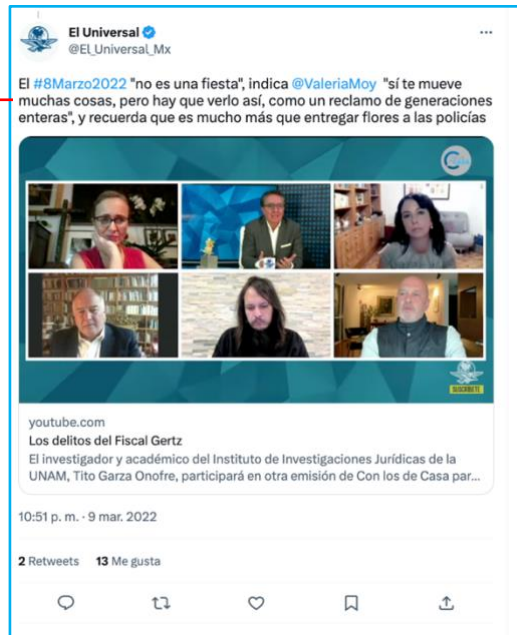 El Universal
@El_Universal_Mx
El #8Marzo2022 "no es una fiesta", indica @ValeriaMoy "sí te mueve
muchas cosas, pero hay que verlo así, como un reclamo de generaciones
enteras", y recuerda que es mucho más que entregar flores a las policías
SUSCRÍBETE
youtube.com
Los delitos del Fiscal Gertz
El investigador y académico del Instituto de Investigaciones Jurídicas de la
UNAM, Tito Garza Onofre, participará en otra emisión de Con los de Casa par...
10:51 p. m. · 9 mar. 2022
2 Retweets 13 Me gusta